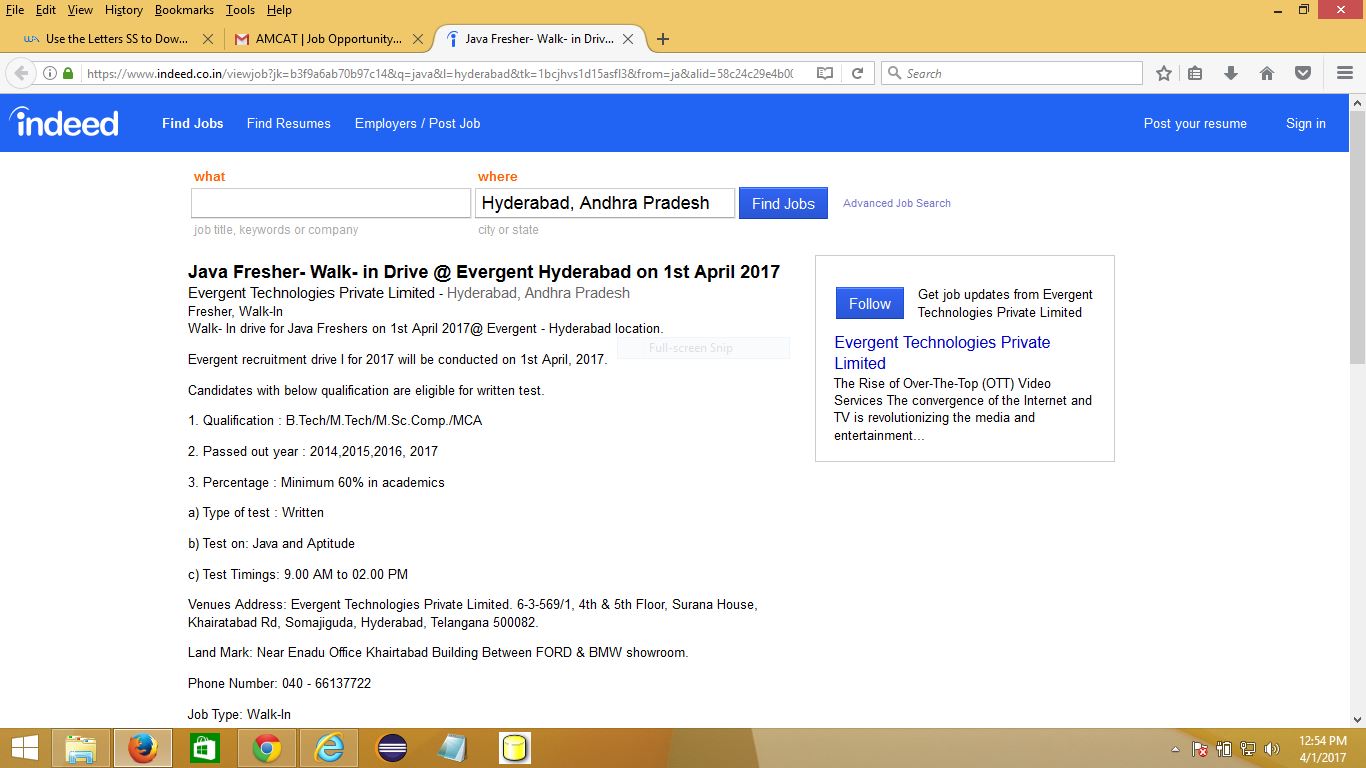 File Edit View History Bookmarks Tools Help
Use the Letters SS to Dow... AMCAT | Job Opportunity... Java Fresher- Walk- in Driv...
https://www.indeed.co.in/viewjob?jk=b3f9a6ab70b97c14&q=java&l=hyderabad&tk=1bcjhvs1d15asfl3&from=ja&alid=58c24c29e4b00 Search
indeed Find Jobs Find Resumes Employers / Post Job Post your resume Sign in
what where
Hyderabad, Andhra Pradesh Find Jobs Advanced Job Search
job title, keywords or company city or state
Java Fresher- Walk- in Drive @ Evergent Hyderabad on 1st April 2017
Evergent Technologies Private Limited - Hyderabad, Andhra Pradesh
Fresher, Walk-In
Walk- In drive for Java Freshers on 1st April 2017@ Evergent - Hyderabad location.
Full-screen Snip
Evergent recruitment drive I for 2017 will be conducted on 1st April, 2017.
Candidates with below qualification are eligible for written test.
1. Qualification : B.Tech/M.Tech/M.Sc.Comp./MCA
2. Passed out year : 2014,2015,2016, 2017
3. Percentage : Minimum 60% in academics
a) Type of test : Written
b) Test on: Java and Aptitude
c) Test Timings: 9.00 AM to 02.00 PM
Venues Address: Evergent Technologies Private Limited. 6-3-569/1, 4th & 5th Floor, Surana House,
Khairatabad Rd, Somajiguda, Hyderabad, Telangana 500082.
Land Mark: Near Enadu Office Khairtabad Building Between FORD & BMW showroom.
Phone Number: 040 - 66137722
Job Type: Walk-In
Follow
Get job updates from Evergent
Technologies Private Limited
Evergent Technologies Private
Limited
The Rise of Over-The-Top (OTT) Video
Services The convergence of the Internet and
TV is revolutionizing the media and
entertainment...
12:54 PM
4/1/2017